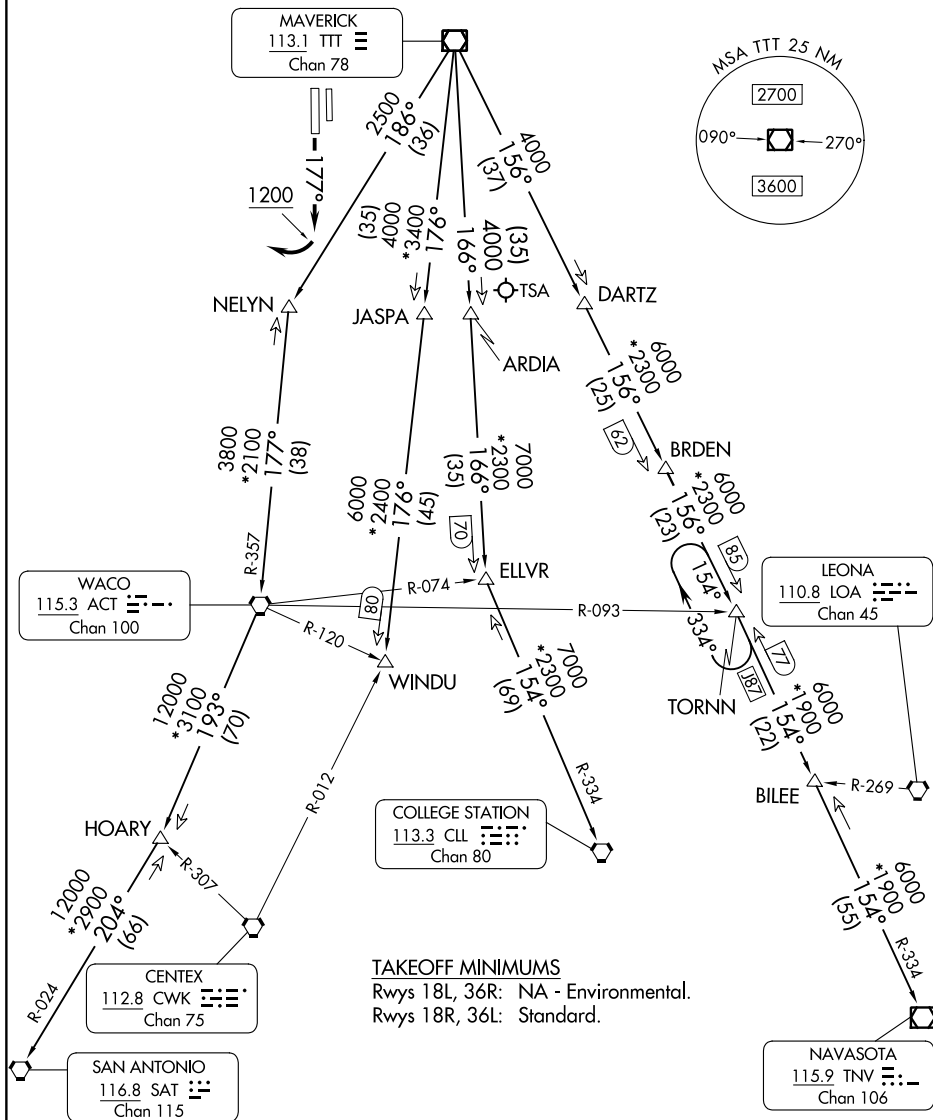 MAVERICK
113.1 TTT
Chan 78
MSA TTT 25 NM
2700
090°
270°
3600
177°
1200
2500
186°
(36)
(35)
4000
*3400
176°
(35)
4000
166°
4000
156°
(37)
TSA
NELYN
JASPA
ARDIA
DARTZ
6000
*2300
156°
(25)
62
BRDEN
3800
*2100
177°
(38)
R-357
6000
*2400
176°
(45)
80
7000
*2300
166°
(35)
70
6000
*2300
156°
(23)
85
154°
334°
WACO
115.3 ACT
Chan 100
R-074
ELLVR
R-093
R-120
WINDU
LEONA
110.8 LOA
Chan 45
77
J87
TORNN
6000
*1900
154°
(22)
12000
*3100
193°
(70)
R-012
7000
*2300
154°
(69)
R-334
BILEE
R-269
HOARY
R-307
COLLEGE STATION
113.3 CLL
Chan 80
12000
*2900
204°
(66)
R-024
6000
*1900
154°
(55)
R-334
CENTEX
112.8 CWK
Chan 75
TAKEOFF MINIMUMS
Rwys 18L, 36R: NA - Environmental.
Rwys 18R, 36L: Standard.
SAN ANTONIO
116.8 SAT
Chan 115
NAVASOTA
115.9 TNV
Chan 106